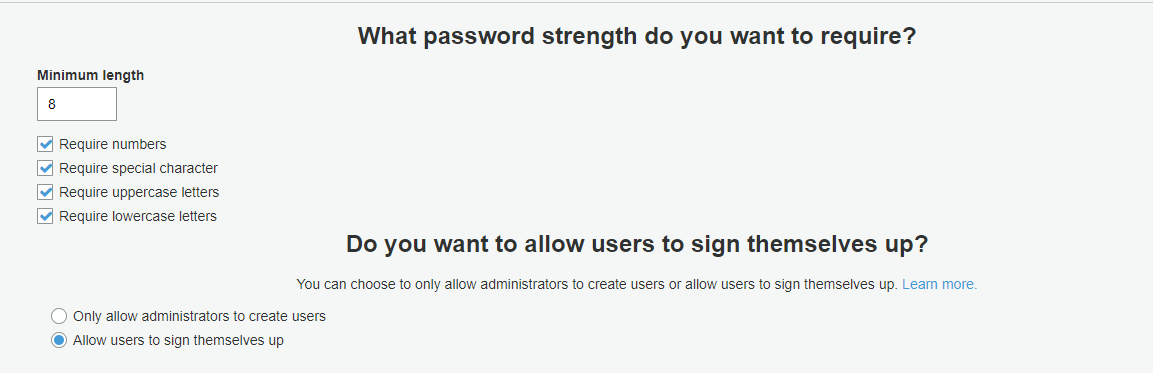 What password strength do you want to require?
Minimum length
8
Require numbers
Require special character
Require uppercase letters
Require lowercase letters
Do you want to allow users to sign themselves up?
You can choose to only allow administrators to create users or allow users to sign themselves up. Learn more.
Only allow administrators to create users
Allow users to sign themselves up